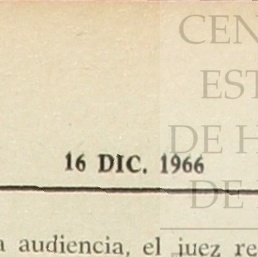 CEN
EST
DE H
16 DIC. 1966
DE
a audiencia, el juez re